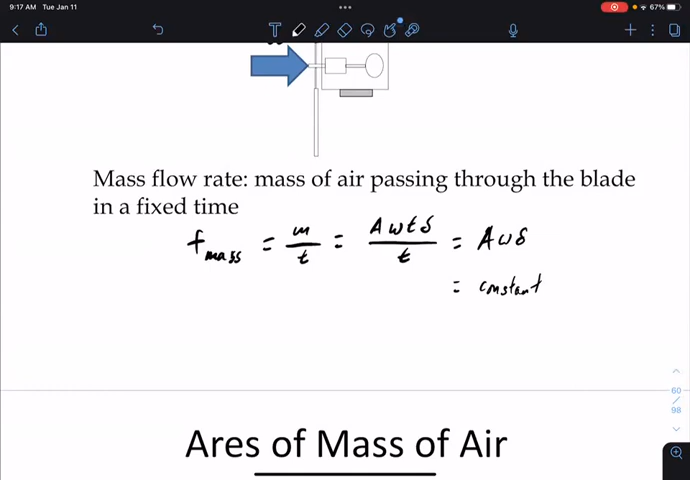 9:17 AM Tue Jan 11
67%
Mass flow rate: mass of air passing through the blade
in a fixed time
f mass = m/t = Awtδ/t = Awδ
= constant
60
/
98
Ares of Mass of Air